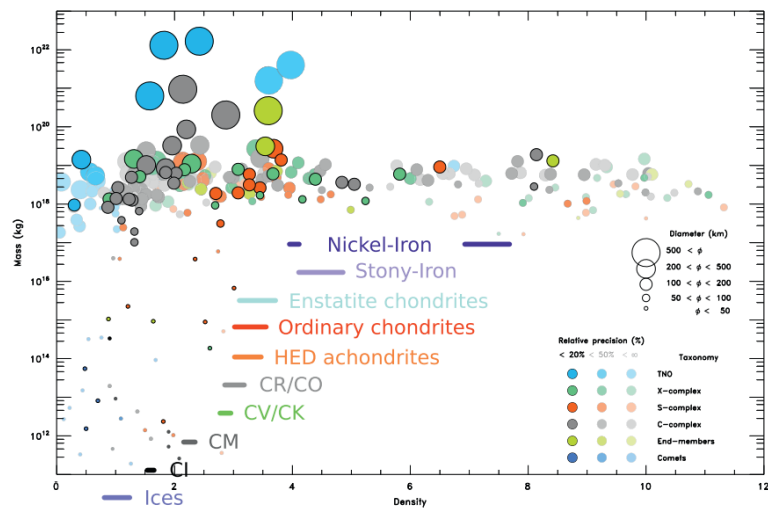 10²²
10²⁰
10¹⁸
10¹⁶
10¹⁴
10¹²
Mass (kg)
Nickel-Iron
Stony-Iron
Enstatite chondrites
Ordinary chondrites
HED achondrites
CR/CO
CV/CK
CM
CI
Ices
Diameter (km)
500 < ϕ
200 < ϕ < 500
100 < ϕ < 200
50 < ϕ < 100
ϕ < 50
Relative precision (%)
< 20% < 50% < ∞ Taxonomy
TNO
X-complex
S-complex
C-complex
End-members
Comets
0 2 4 6 8 10 12
Density